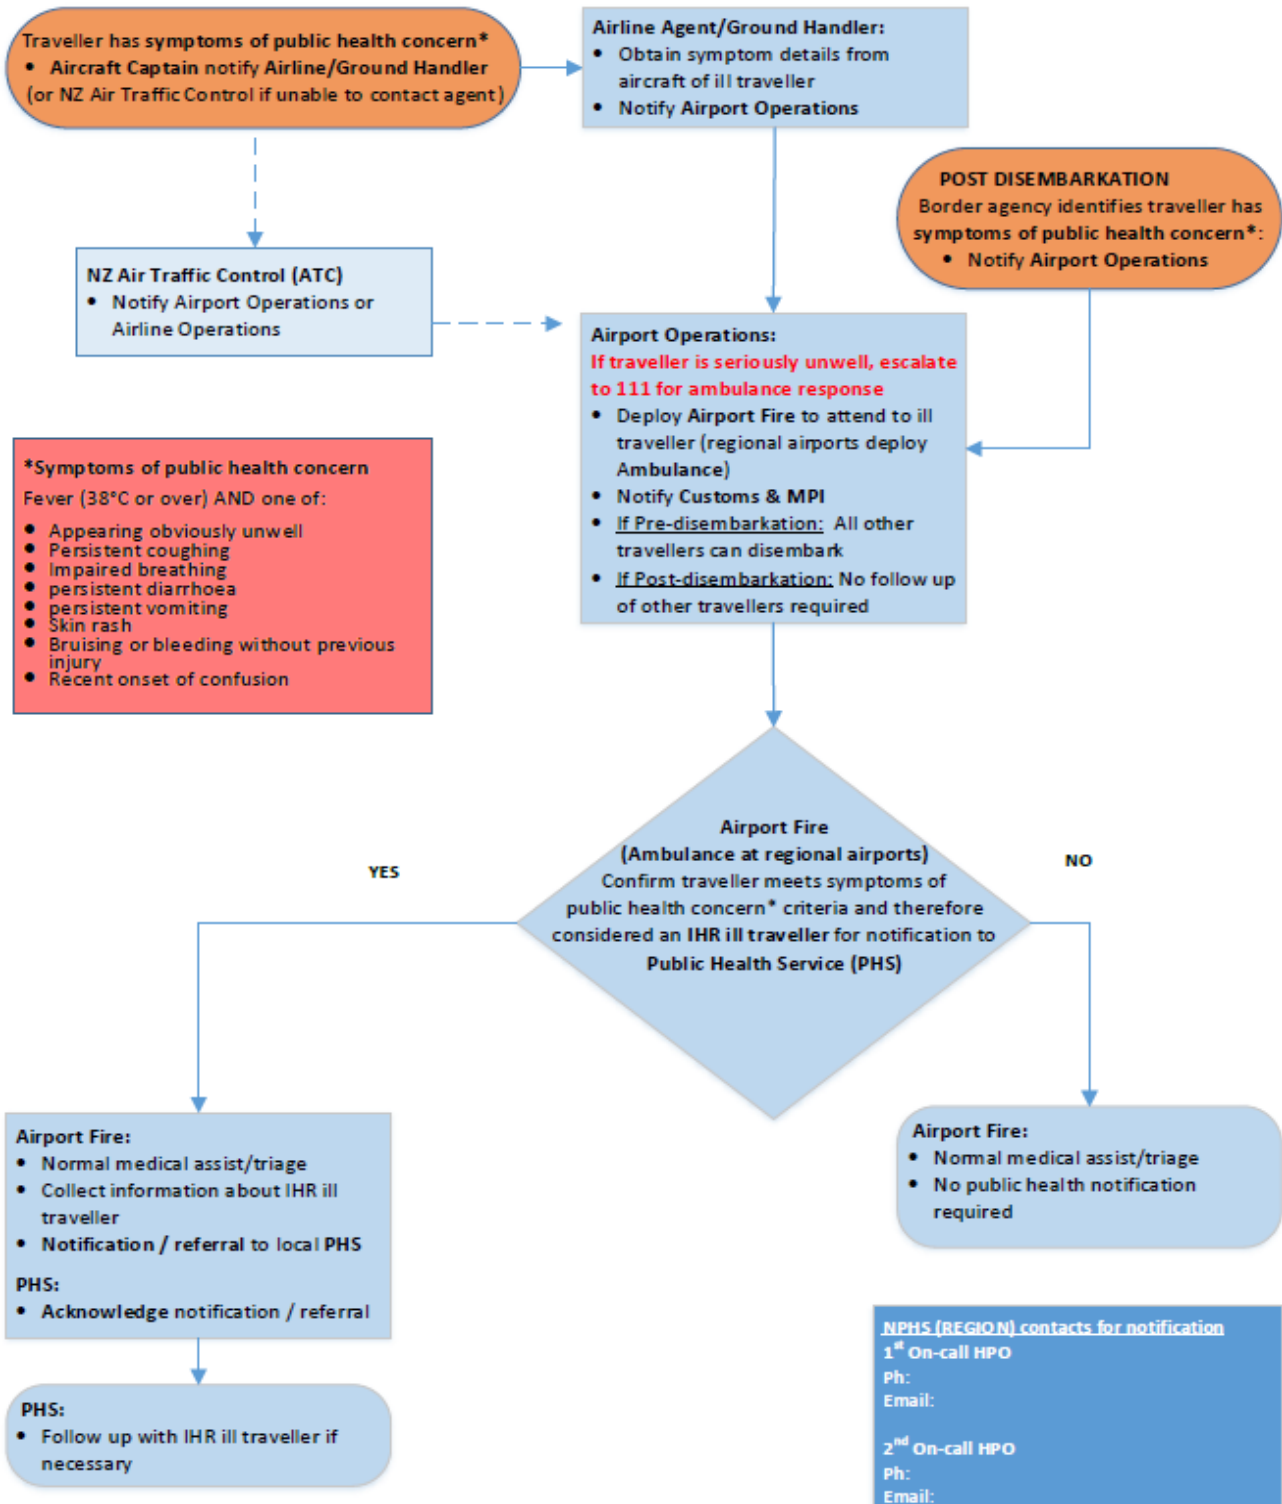 Traveller has symptoms of public health concern*
• Aircraft Captain notify Airline/Ground Handler
(or NZ Air Traffic Control if unable to contact agent)
Airline Agent/Ground Handler:
• Obtain symptom details from
aircraft of ill traveller
• Notify Airport Operations
POST DISEMBARKATION
Border agency identifies traveller has
symptoms of public health concern*:
• Notify Airport Operations
NZ Air Traffic Control (ATC)
• Notify Airport Operations or
Airline Operations
Airport Operations:
If traveller is seriously unwell, escalate
to 111 for ambulance response
• Deploy Airport Fire to attend to ill
traveller (regional airports deploy
Ambulance)
• Notify Customs & MPI
• If Pre-disembarkation: All other
travellers can disembark
• If Post-disembarkation: No follow up
of other travellers required
*Symptoms of public health concern
Fever (38°C or over) AND one of:
• Appearing obviously unwell
• Persistent coughing
• Impaired breathing
• persistent diarrhoea
• persistent vomiting
• Skin rash
• Bruising or bleeding without previous
injury
• Recent onset of confusion
Airport Fire
(Ambulance at regional airports)
Confirm traveller meets symptoms of
public health concern* criteria and therefore
considered an IHR ill traveller for notification to
Public Health Service (PHS)
YES
NO
Airport Fire:
• Normal medical assist/triage
• Collect information about IHR ill
traveller
• Notification / referral to local PHS
PHS:
• Acknowledge notification / referral
Airport Fire:
• Normal medical assist/triage
• No public health notification
required
PHS:
• Follow up with IHR ill traveller if
necessary
NPHS (REGION) contacts for notification
1st On-call HPO
Ph:
Email:
2nd On-call HPO
Ph:
Email: